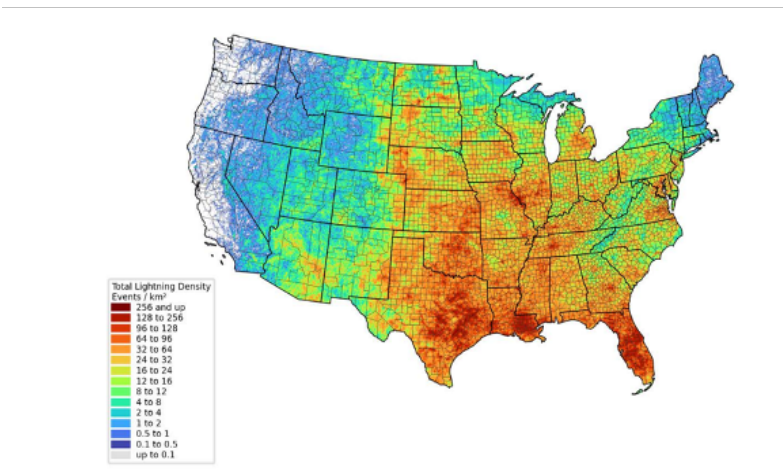 Total Lightning Density
Events / km²
256 and up
128 to 256
96 to 128
64 to 96
32 to 64
24 to 32
16 to 24
12 to 16
8 to 12
4 to 8
2 to 4
1 to 2
0.5 to 1
0.1 to 0.5
up to 0.1